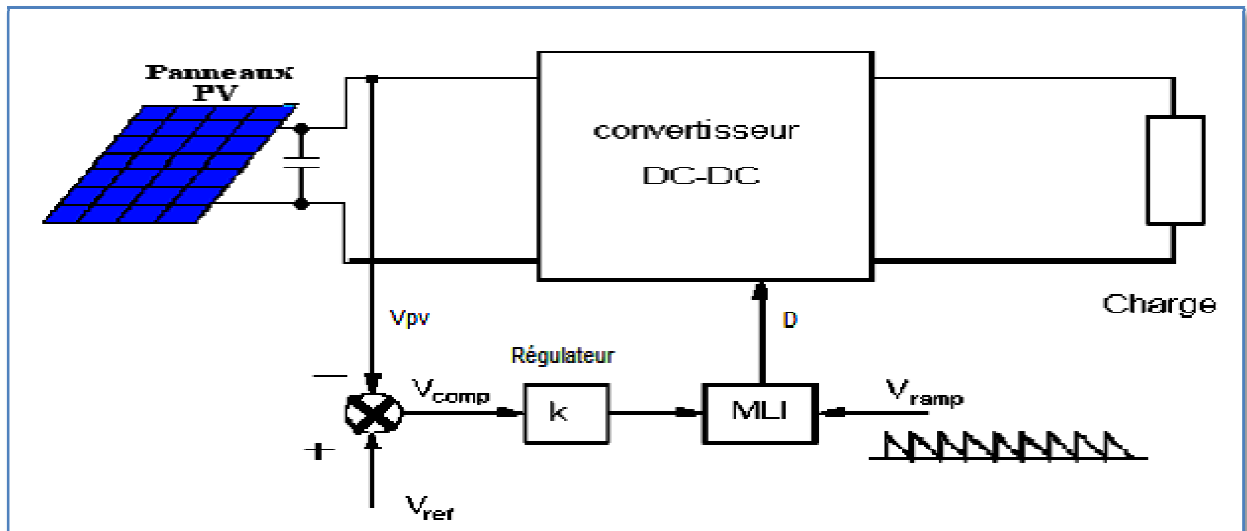 Panneaux
PV
convertisseur
DC-DC
Charge
Vpv
D
Régulateur
Vcomp
k
MLI
Vramp
Vref
−
+